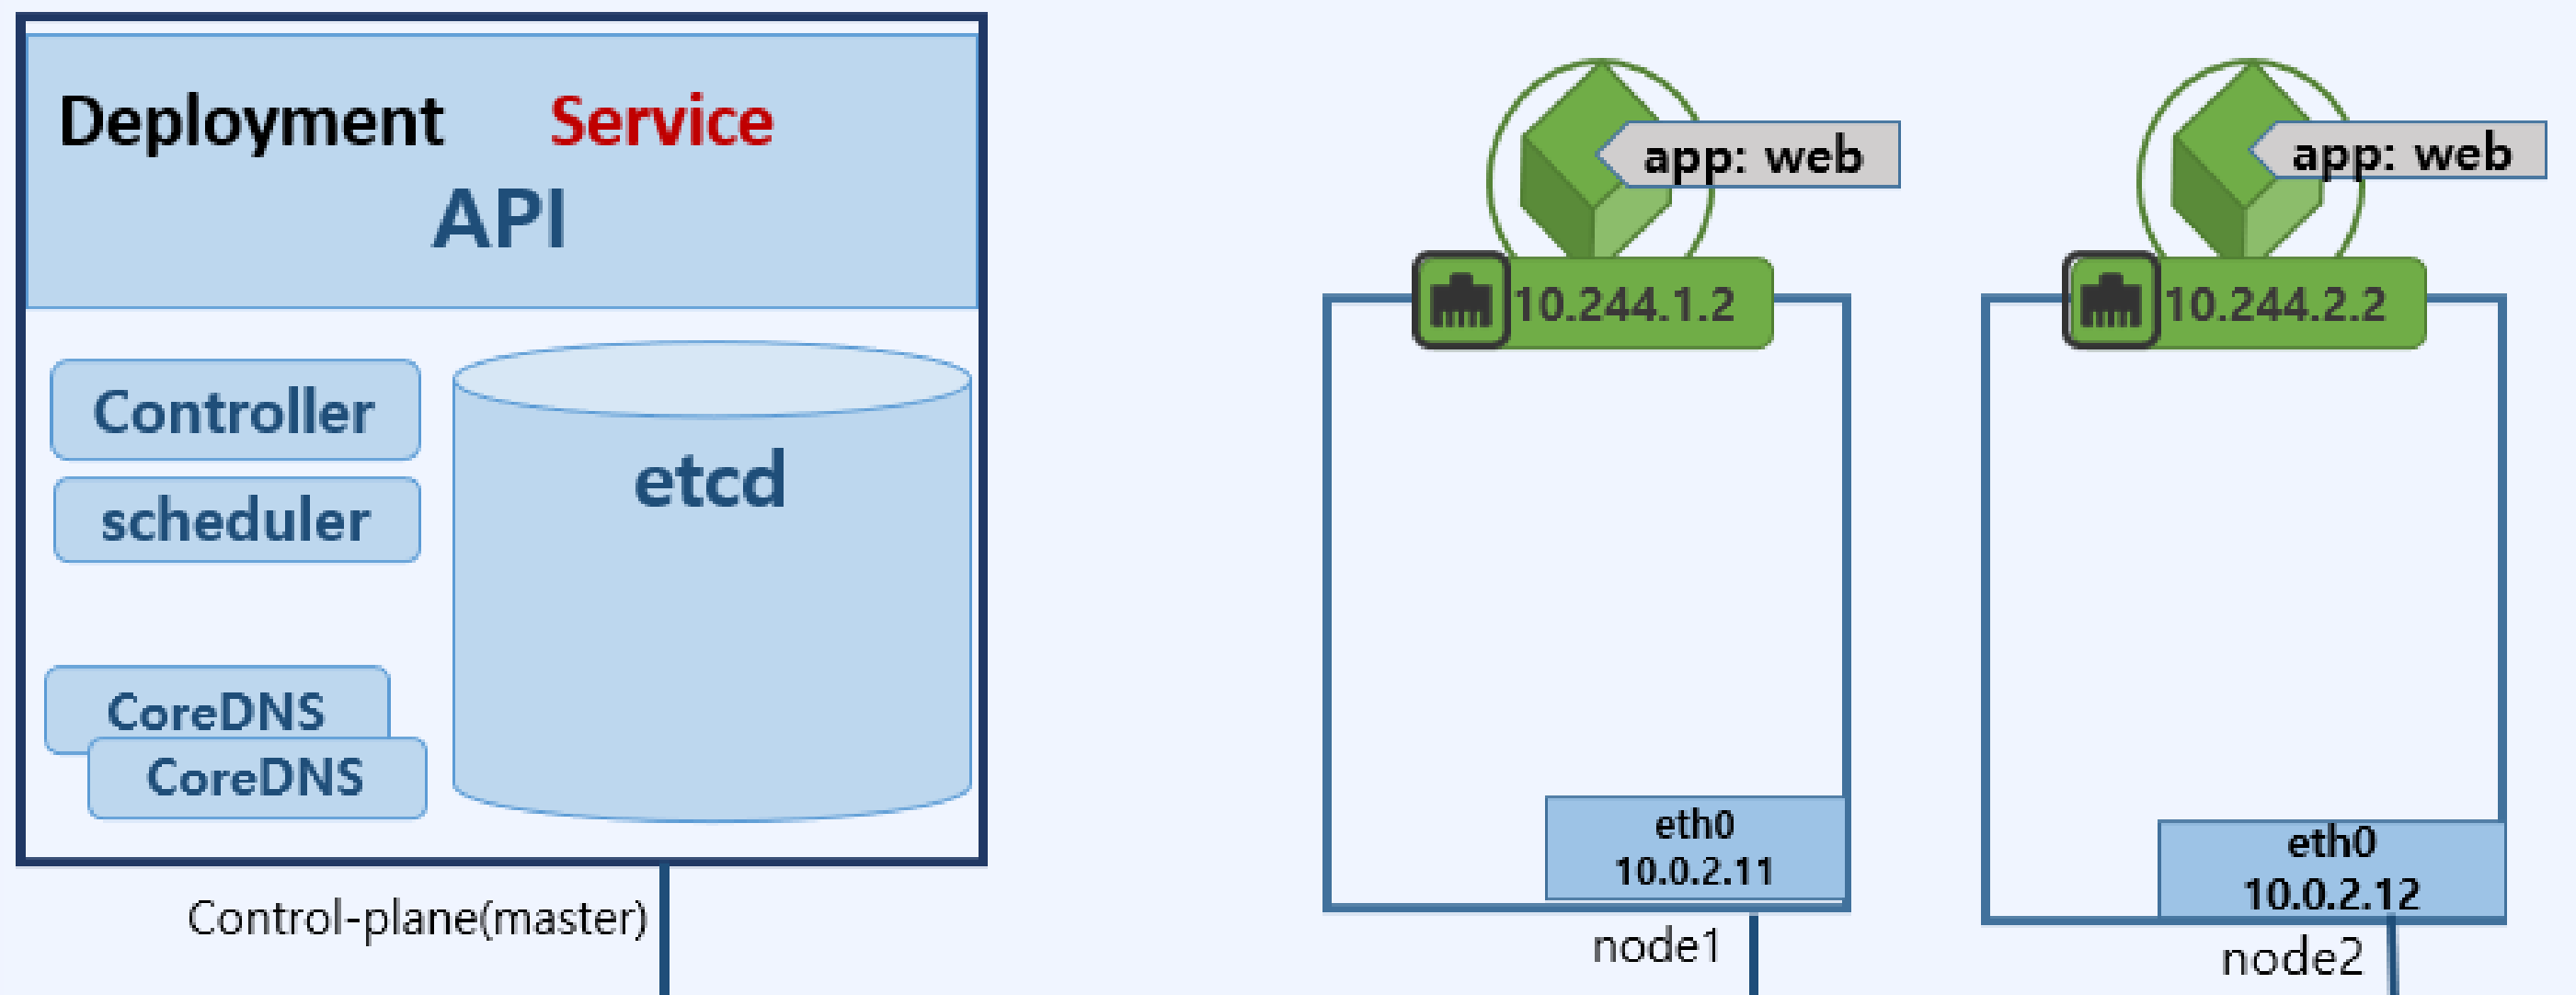 Deployment Service
API
Controller
scheduler
etcd
CoreDNS
CoreDNS
Control-plane(master)
app: web
10.244.1.2
eth0
10.0.2.11
node1
app: web
10.244.2.2
eth0
10.0.2.12
node2